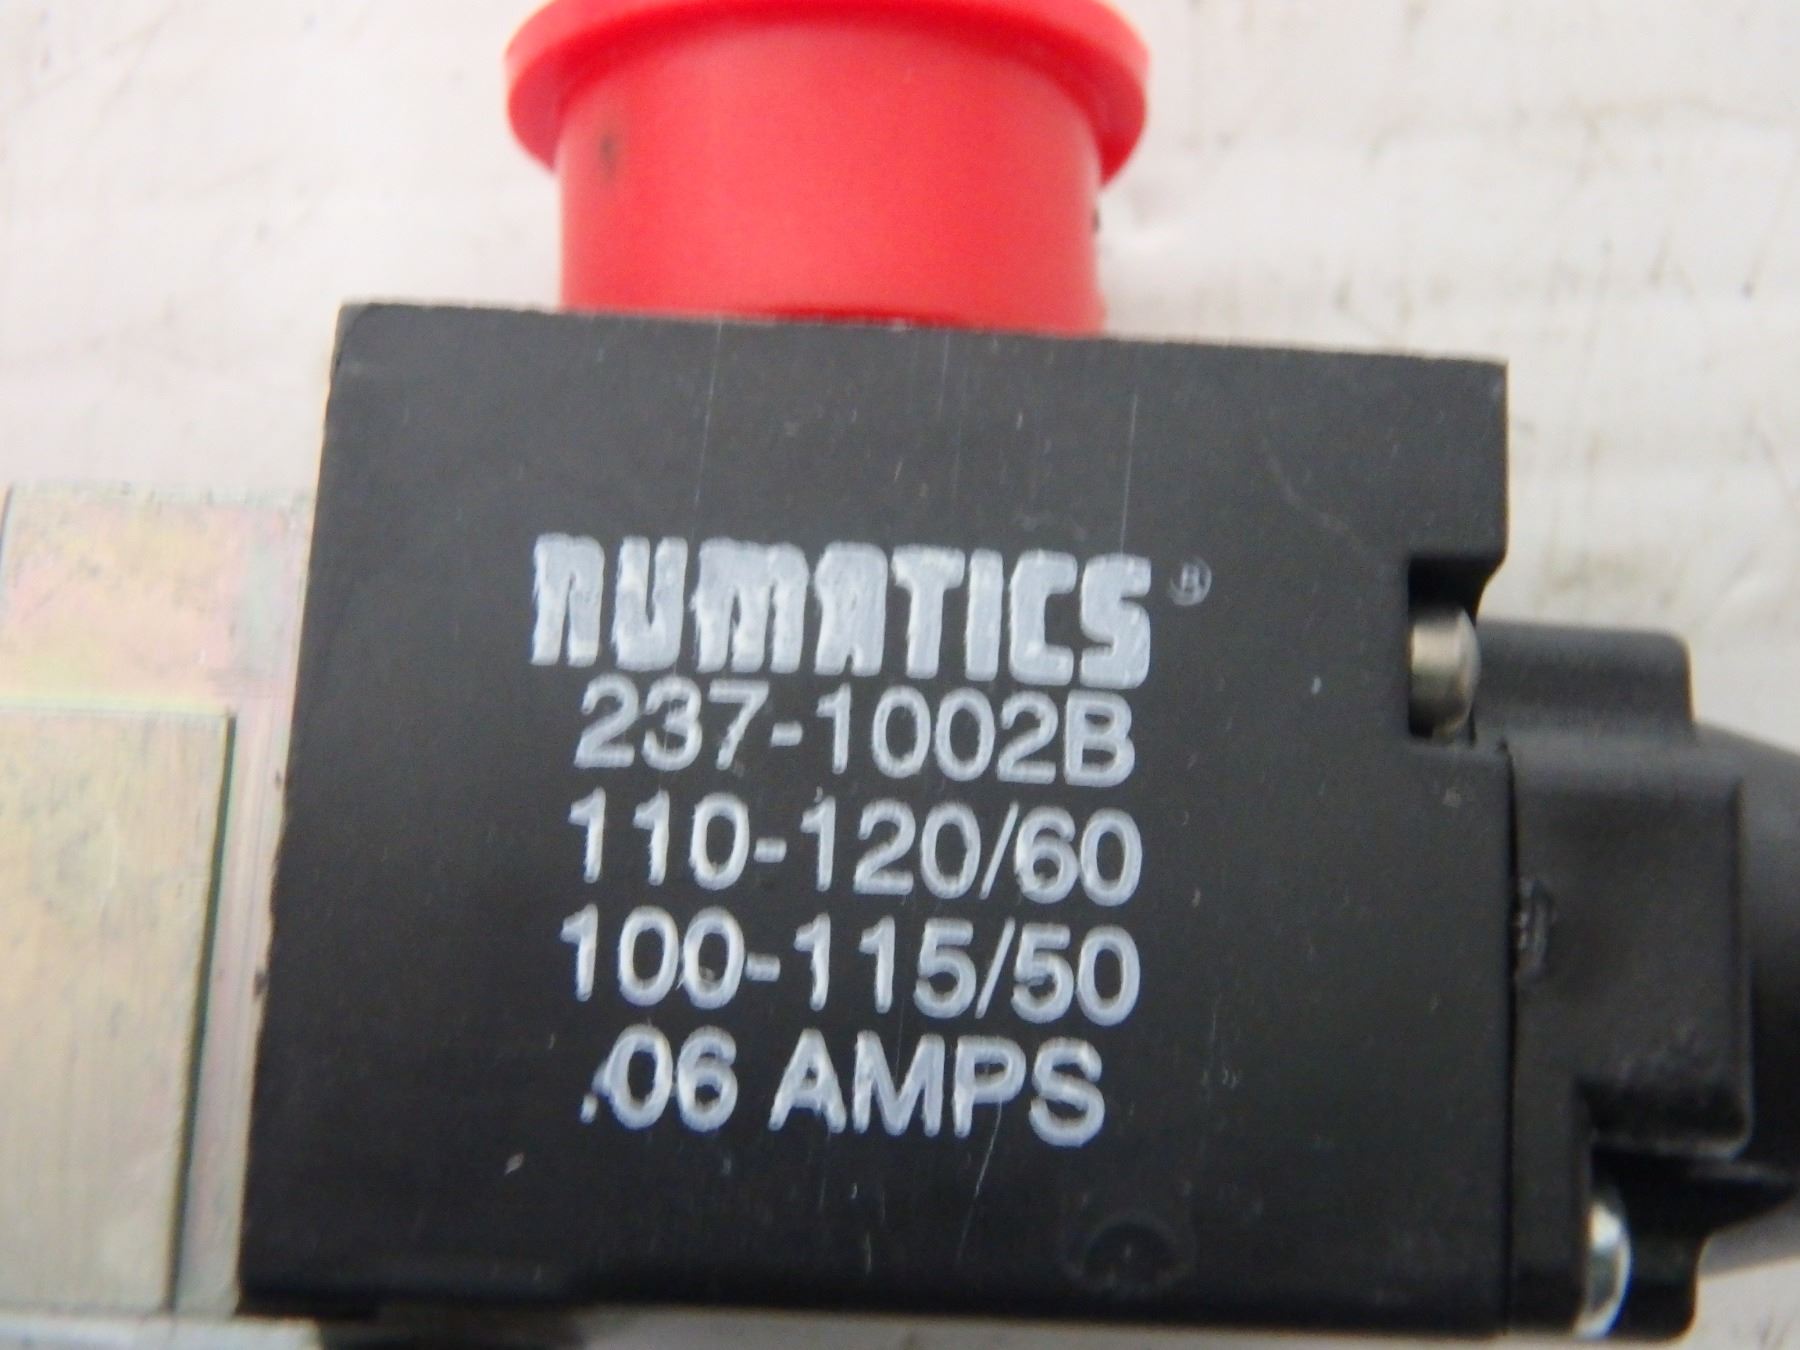 NUMATICS®
237-1002B
110-120/60
100-115/50
.06 AMPS